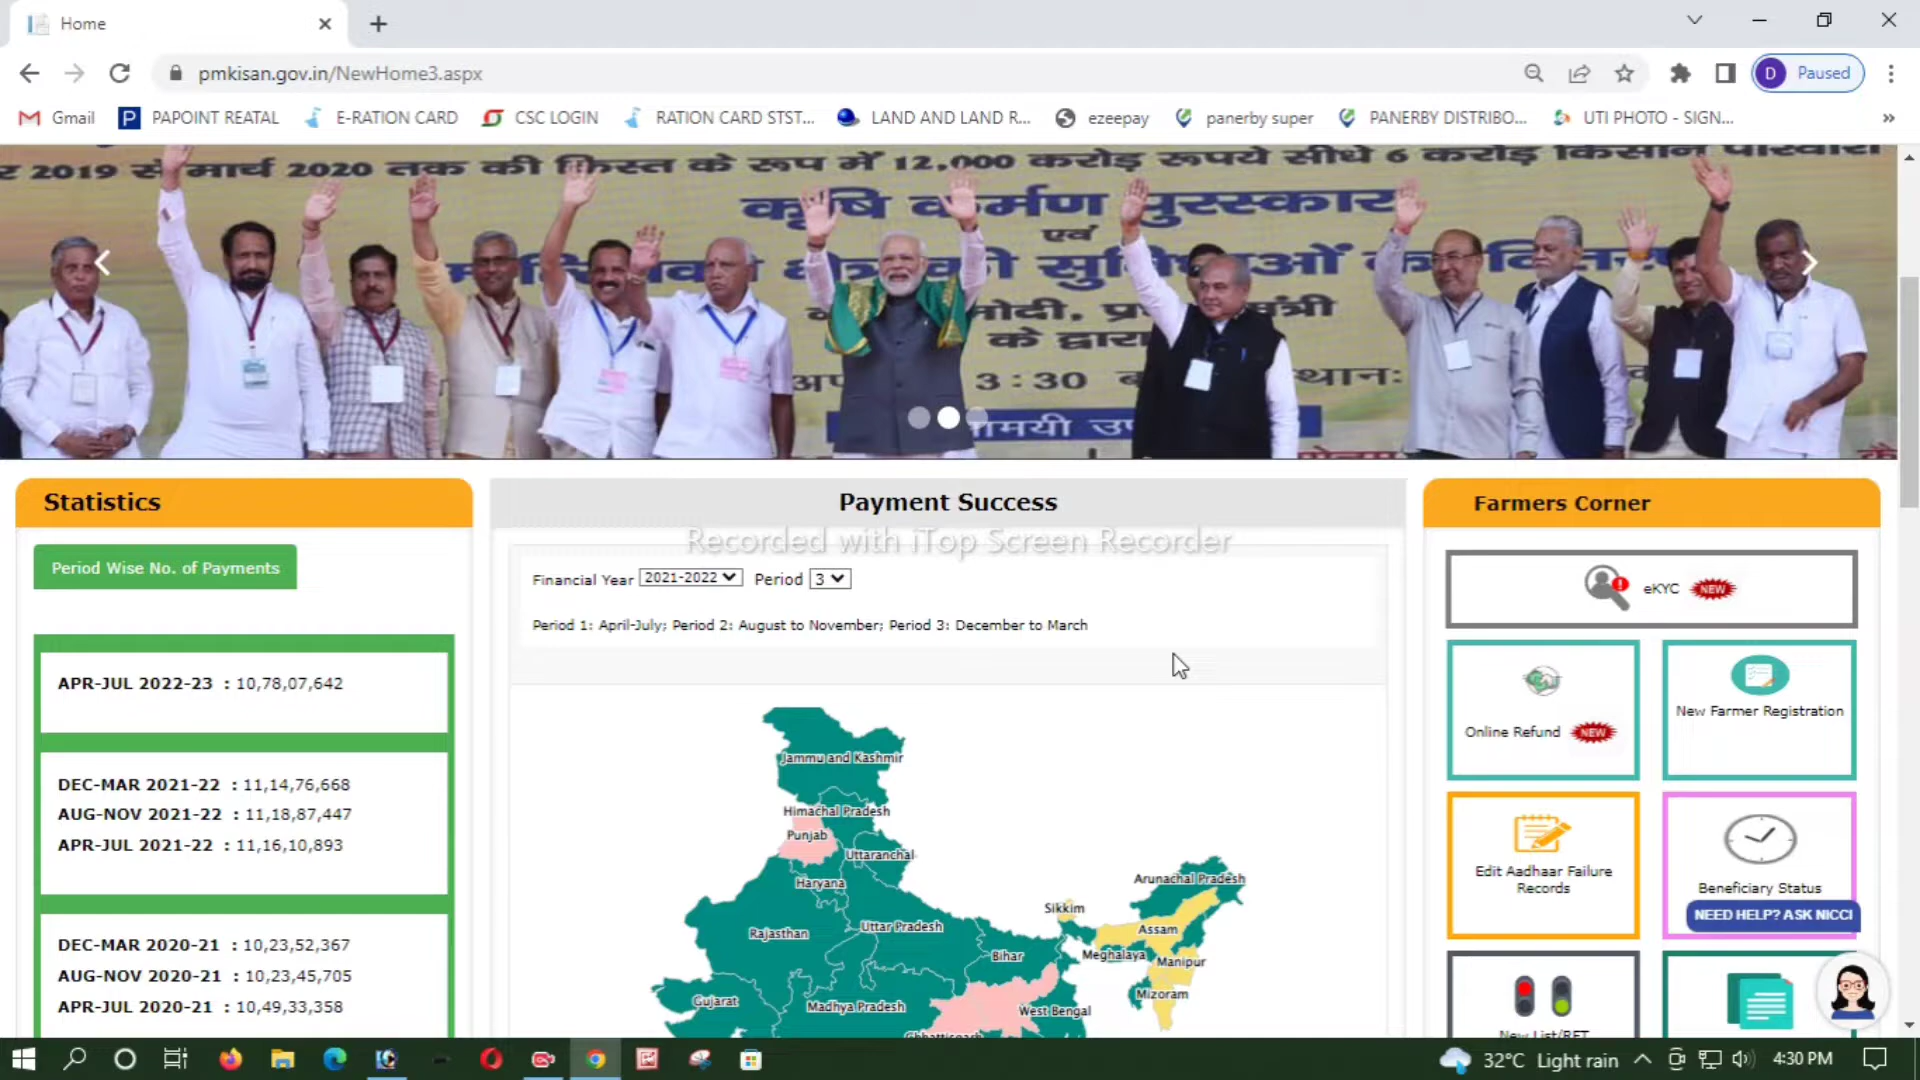 Home
pmkisan.gov.in/NewHome3.aspx
D Paused
Gmail
PAPOINT REATAL
E-RATION CARD
CSC LOGIN
RATION CARD STST...
LAND AND LAND R...
ezeepay
panerby super
PANERBY DISTRIBO...
UTI PHOTO - SIGN...
2019 से मार्च 2020 तक की किस्त के रूप में 12,000 करोड़ रूपये सीधे 6 करोड़ किसान परिवारों
कृषि कर्मण पुरस्कार
एवं
की सुविधाओं का वितरण
के द्वारा
3:30
स्थान:
Statistics
Payment Success
Farmers Corner
Recorded with iTop Screen Recorder
Period Wise No. of Payments
Financial Year 2021-2022 Period 3
Period 1: April-July; Period 2: August to November; Period 3: December to March
eKYC NEW
APR-JUL 2022-23 : 10,78,07,642
DEC-MAR 2021-22 : 11,14,76,668
AUG-NOV 2021-22 : 11,18,87,447
APR-JUL 2021-22 : 11,16,10,893
DEC-MAR 2020-21 : 10,23,52,367
AUG-NOV 2020-21 : 10,23,45,705
APR-JUL 2020-21 : 10,49,33,358
Jammu and Kashmir
Himachal Pradesh
Punjab
Uttaranchal
Haryana
Arunachal Pradesh
Sikkim
Rajasthan
Uttar Pradesh
Assam
Bihar
Meghalaya
Manipur
Mizoram
Gujarat
Madhya Pradesh
West Bengal
Chhattisgarh
Online Refund NEW
New Farmer Registration
Edit Aadhaar Failure
Records
Beneficiary Status
NEED HELP? ASK NICCI
New List/RFT
32°C Light rain
4:30 PM